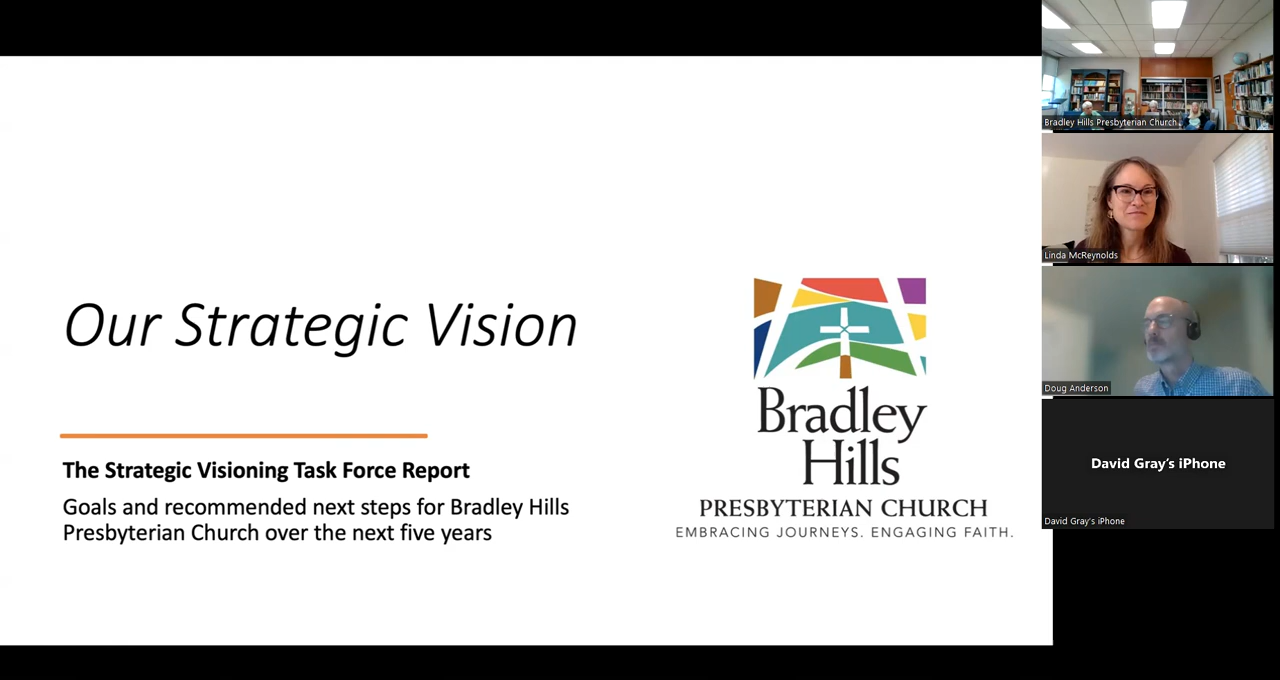 Our Strategic Vision
The Strategic Visioning Task Force Report
Goals and recommended next steps for Bradley Hills
Presbyterian Church over the next five years
Bradley
Hills
PRESBYTERIAN CHURCH
EMBRACING JOURNEYS. ENGAGING FAITH.
Bradley Hills Presbyterian Church
Linda McReynolds
Doug Anderson
David Gray's iPhone
David Gray's iPhone